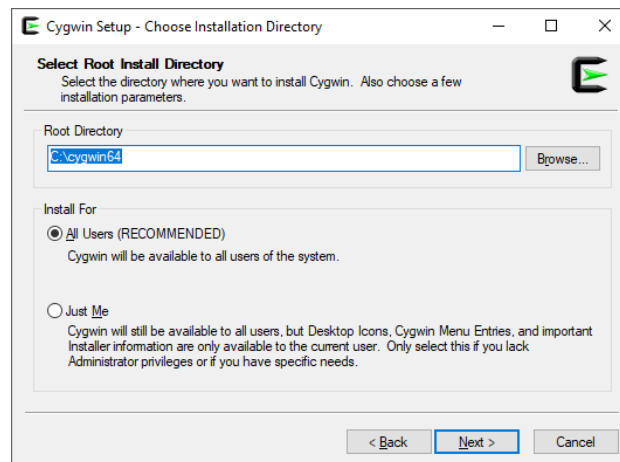 Cygwin Setup - Choose Installation Directory
Select Root Install Directory
Select the directory where you want to install Cygwin. Also choose a few
installation parameters.
Root Directory
C:\cygwin64
Browse...
Install For
All Users (RECOMMENDED)
Cygwin will be available to all users of the system.
Just Me
Cygwin will still be available to all users, but Desktop Icons, Cygwin Menu Entries, and important
Installer information are only available to the current user. Only select this if you lack
Administrator privileges or if you have specific needs.
< Back
Next >
Cancel